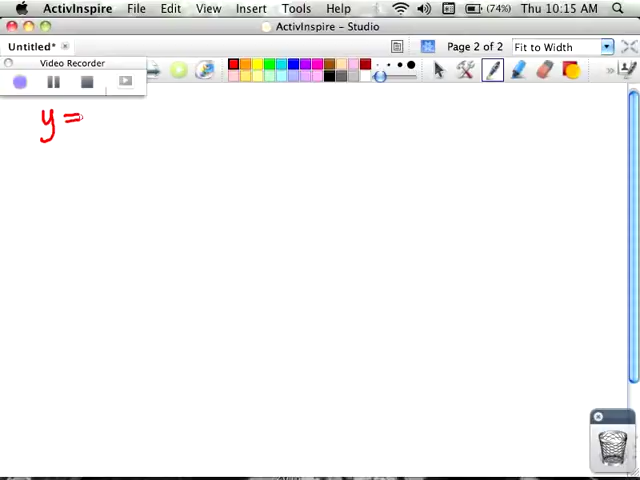 ActivInspire File Edit View Insert Tools Help (74%) Thu 10:15 AM
ActivInspire – Studio
Untitled* Page 2 of 2 Fit to Width
Video Recorder
y =